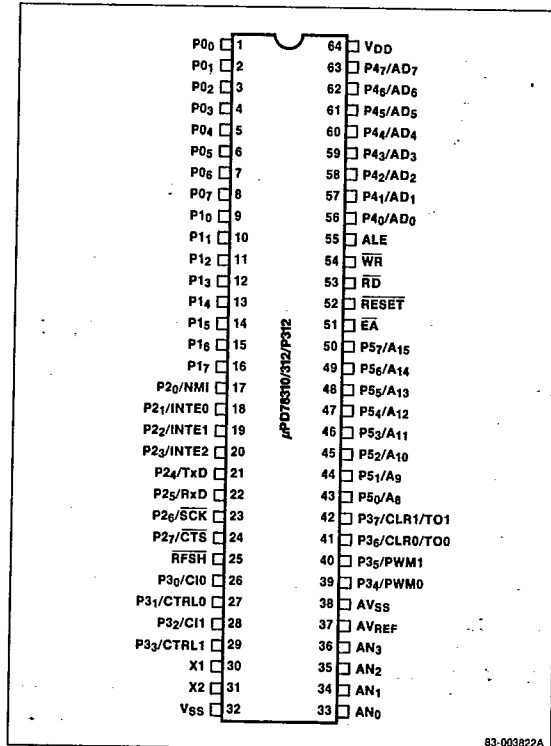 P0₀ 1 64 VDD
P0₁ 2 63 P4₇/AD₇
P0₂ 3 62 P4₆/AD₆
P0₃ 4 61 P4₅/AD₅
P0₄ 5 60 P4₄/AD₄
P0₅ 6 59 P4₃/AD₃
P0₆ 7 58 P4₂/AD₂
P0₇ 8 57 P4₁/AD₁
P1₀ 9 56 P4₀/AD₀
P1₁ 10 55 ALE
P1₂ 11 54 W̅R̅
P1₃ 12 53 R̅D̅
P1₄ 13 52 R̅E̅S̅E̅T̅
P1₅ 14 51 E̅A̅
P1₆ 15 50 P5₇/A₁₅
P1₇ 16 49 P5₆/A₁₄
P2₀/NMI 17 48 P5₅/A₁₃
P2₁/INTE0 18 47 P5₄/A₁₂
P2₂/INTE1 19 46 P5₃/A₁₁
P2₃/INTE2 20 45 P5₂/A₁₀
P2₄/TxD 21 44 P5₁/A₉
P2₅/RxD 22 43 P5₀/A₈
P2₆/S̅C̅K̅ 23 42 P3₇/CLR1/TO1
P2₇/C̅T̅S̅ 24 41 P3₆/CLR0/TO0
R̅F̅S̅H̅ 25 40 P3₅/PWM1
P3₀/CI0 26 39 P3₄/PWM0
P3₁/CTRL0 27 38 AVSS
P3₂/CI1 28 37 AVREF
P3₃/CTRL1 29 36 AN₃
X1 30 35 AN₂
X2 31 34 AN₁
VSS 32 33 AN₀
µPD78310/312/P312
83-003822A